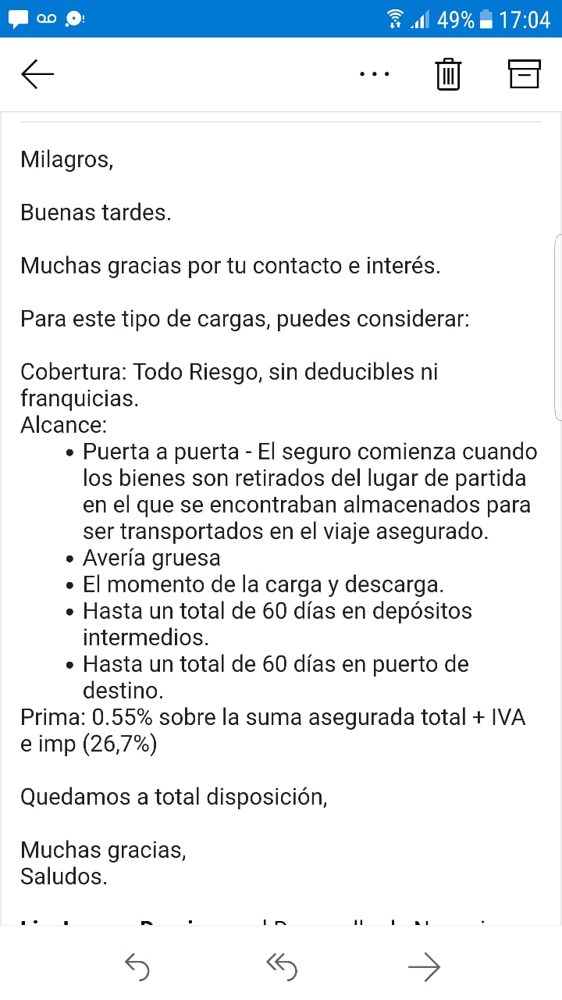 49% 17:04
Milagros,
Buenas tardes.
Muchas gracias por tu contacto e interés.
Para este tipo de cargas, puedes considerar:
Cobertura: Todo Riesgo, sin deducibles ni
franquicias.
Alcance:
• Puerta a puerta - El seguro comienza cuando
los bienes son retirados del lugar de partida
en el que se encontraban almacenados para
ser transportados en el viaje asegurado.
• Avería gruesa
• El momento de la carga y descarga.
• Hasta un total de 60 días en depósitos
intermedios.
• Hasta un total de 60 días en puerto de
destino.
Prima: 0.55% sobre la suma asegurada total + IVA
e imp (26,7%)
Quedamos a total disposición,
Muchas gracias,
Saludos.